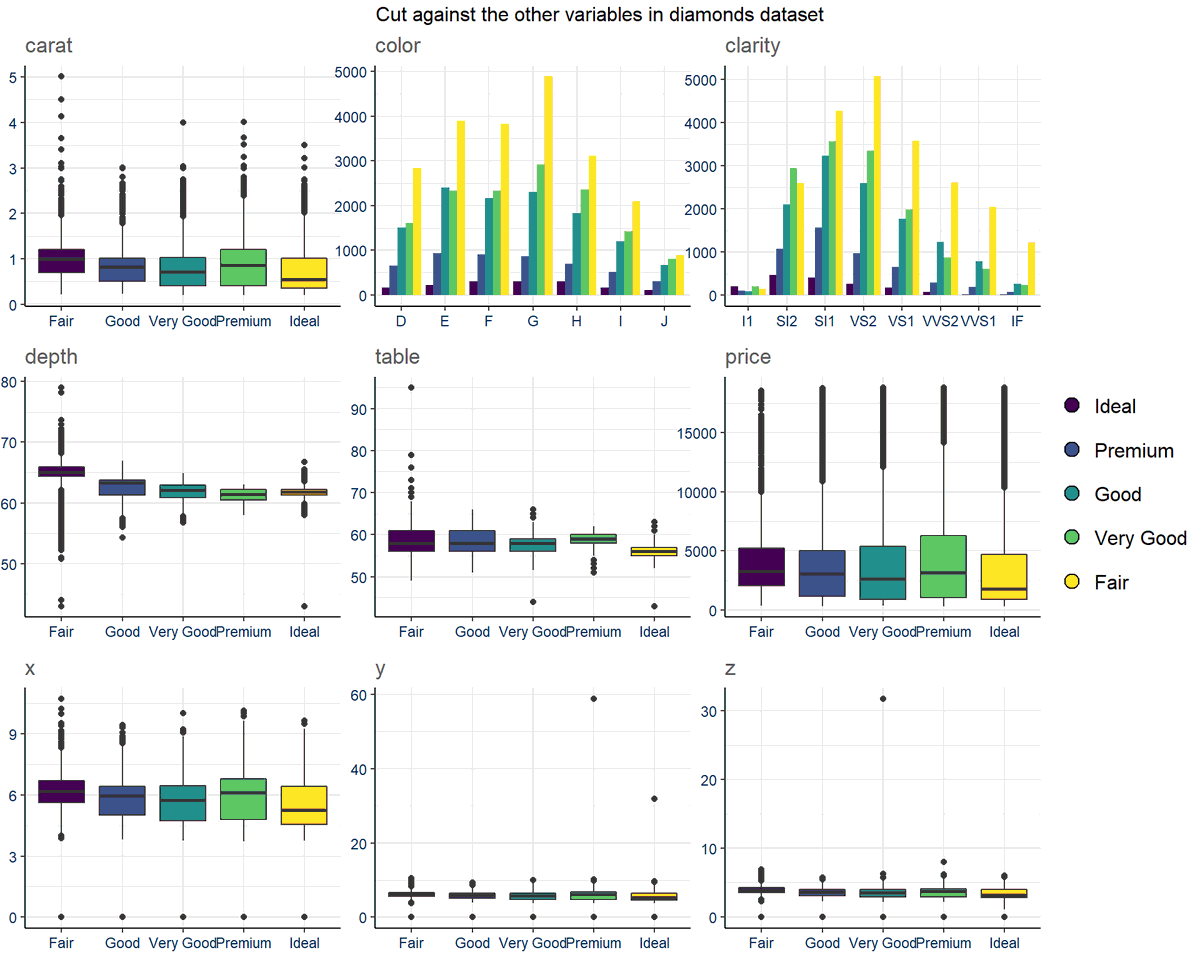 Cut against the other variables in diamonds dataset
carat
5
4
3
2
1
0
Fair Good Very Good Premium Ideal
color
5000
4000
3000
2000
1000
0
D E F G H I J
clarity
5000
4000
3000
2000
1000
0
I1 SI2 SI1 VS2 VS1 VVS2 VVS1 IF
depth
80
70
60
50
Fair Good Very Good Premium Ideal
table
90
80
70
60
50
Fair Good Very Good Premium Ideal
price
15000
10000
5000
0
Fair Good Very Good Premium Ideal
Ideal
Premium
Good
Very Good
Fair
x
9
6
3
0
Fair Good Very Good Premium Ideal
y
60
40
20
0
Fair Good Very Good Premium Ideal
z
30
20
10
0
Fair Good Very Good Premium Ideal